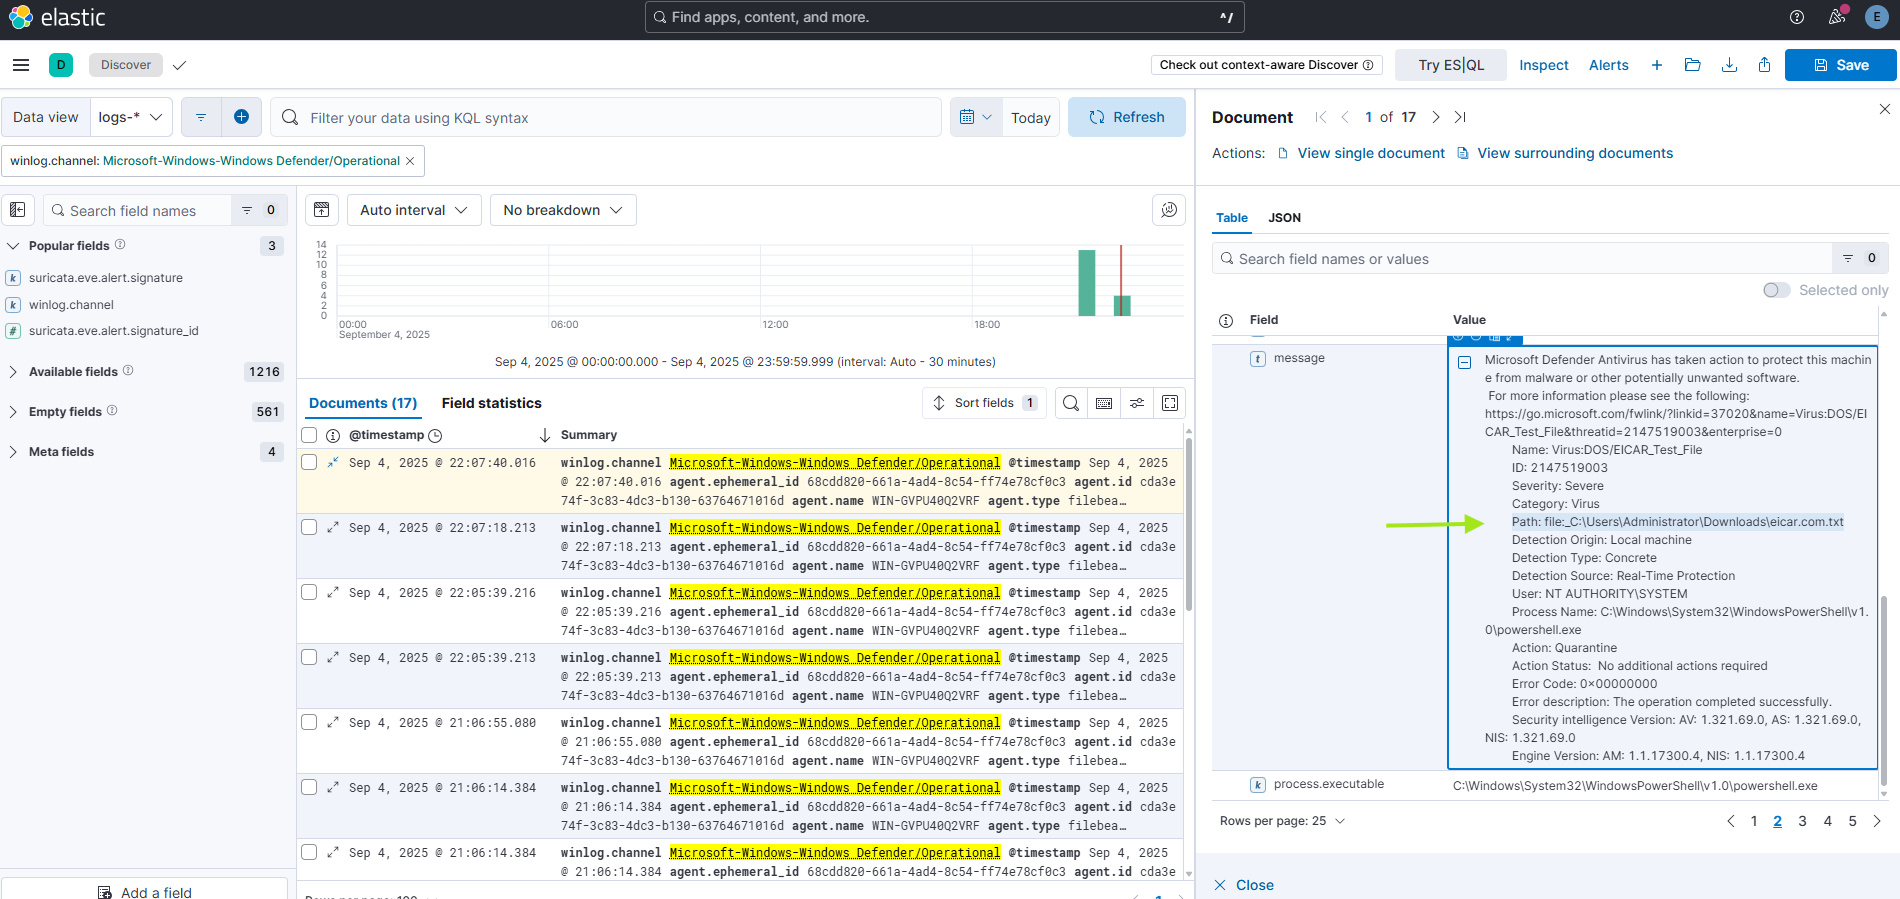 elastic
Find apps, content, and more.
^/
E
D
Discover
Check out context-aware Discover
Try ES|QL
Inspect
Alerts
Save
Data view
logs-*
Filter your data using KQL syntax
Today
Refresh
winlog.channel: Microsoft-Windows-Windows Defender/Operational
Search field names
0
Popular fields
3
k suricata.eve.alert.signature
k winlog.channel
# suricata.eve.alert.signature_id
Available fields
1216
Empty fields
561
Meta fields
4
Add a field
Auto interval
No breakdown
14
12
10
8
6
4
2
0
00:00
September 4, 2025
06:00
12:00
18:00
Sep 4, 2025 @ 00:00:00.000 - Sep 4, 2025 @ 23:59:59.999 (interval: Auto - 30 minutes)
Documents (17)
Field statistics
Sort fields 1
@timestamp
Summary
Sep 4, 2025 @ 22:07:40.016
winlog.channel Microsoft-Windows-Windows Defender/Operational @timestamp Sep 4, 2025
@ 22:07:40.016 agent.ephemeral_id 68cdd820-661a-4ad4-8c54-ff74e78cf0c3 agent.id cda3e
74f-3c83-4dc3-b130-63764671016d agent.name WIN-GVPU40Q2VRF agent.type filebea…
Sep 4, 2025 @ 22:07:18.213
winlog.channel Microsoft-Windows-Windows Defender/Operational @timestamp Sep 4, 2025
@ 22:07:18.213 agent.ephemeral_id 68cdd820-661a-4ad4-8c54-ff74e78cf0c3 agent.id cda3e
74f-3c83-4dc3-b130-63764671016d agent.name WIN-GVPU40Q2VRF agent.type filebea…
Sep 4, 2025 @ 22:05:39.216
winlog.channel Microsoft-Windows-Windows Defender/Operational @timestamp Sep 4, 2025
@ 22:05:39.216 agent.ephemeral_id 68cdd820-661a-4ad4-8c54-ff74e78cf0c3 agent.id cda3e
74f-3c83-4dc3-b130-63764671016d agent.name WIN-GVPU40Q2VRF agent.type filebea…
Sep 4, 2025 @ 22:05:39.213
winlog.channel Microsoft-Windows-Windows Defender/Operational @timestamp Sep 4, 2025
@ 22:05:39.213 agent.ephemeral_id 68cdd820-661a-4ad4-8c54-ff74e78cf0c3 agent.id cda3e
74f-3c83-4dc3-b130-63764671016d agent.name WIN-GVPU40Q2VRF agent.type filebea…
Sep 4, 2025 @ 21:06:55.080
winlog.channel Microsoft-Windows-Windows Defender/Operational @timestamp Sep 4, 2025
@ 21:06:55.080 agent.ephemeral_id 68cdd820-661a-4ad4-8c54-ff74e78cf0c3 agent.id cda3e
74f-3c83-4dc3-b130-63764671016d agent.name WIN-GVPU40Q2VRF agent.type filebea…
Sep 4, 2025 @ 21:06:14.384
winlog.channel Microsoft-Windows-Windows Defender/Operational @timestamp Sep 4, 2025
@ 21:06:14.384 agent.ephemeral_id 68cdd820-661a-4ad4-8c54-ff74e78cf0c3 agent.id cda3e
74f-3c83-4dc3-b130-63764671016d agent.name WIN-GVPU40Q2VRF agent.type filebea…
Sep 4, 2025 @ 21:06:14.384
winlog.channel Microsoft-Windows-Windows Defender/Operational @timestamp Sep 4, 2025
@ 21:06:14.384 agent.ephemeral_id 68cdd820-661a-4ad4-8c54-ff74e78cf0c3 agent.id cda3e
Rows per page: 100
1
Document
1 of 17
Actions:
View single document
View surrounding documents
Table
JSON
Search field names or values
0
Selected only
Field
Value
t message
Microsoft Defender Antivirus has taken action to protect this machin
e from malware or other potentially unwanted software.
For more information please see the following:
https://go.microsoft.com/fwlink/?linkid=37020&name=Virus:DOS/EI
CAR_Test_File&threatid=2147519003&enterprise=0
Name: Virus:DOS/EICAR_Test_File
ID: 2147519003
Severity: Severe
Category: Virus
Path: file:_C:\Users\Administrator\Downloads\eicar.com.txt
Detection Origin: Local machine
Detection Type: Concrete
Detection Source: Real-Time Protection
User: NT AUTHORITY\SYSTEM
Process Name: C:\Windows\System32\WindowsPowerShell\v1.
0\powershell.exe
Action: Quarantine
Action Status:  No additional actions required
Error Code: 0x00000000
Error description: The operation completed successfully.
Security intelligence Version: AV: 1.321.69.0, AS: 1.321.69.0,
NIS: 1.321.69.0
Engine Version: AM: 1.1.17300.4, NIS: 1.1.17300.4
k process.executable
C:\Windows\System32\WindowsPowerShell\v1.0\powershell.exe
Rows per page: 25
1 2 3 4 5
Close